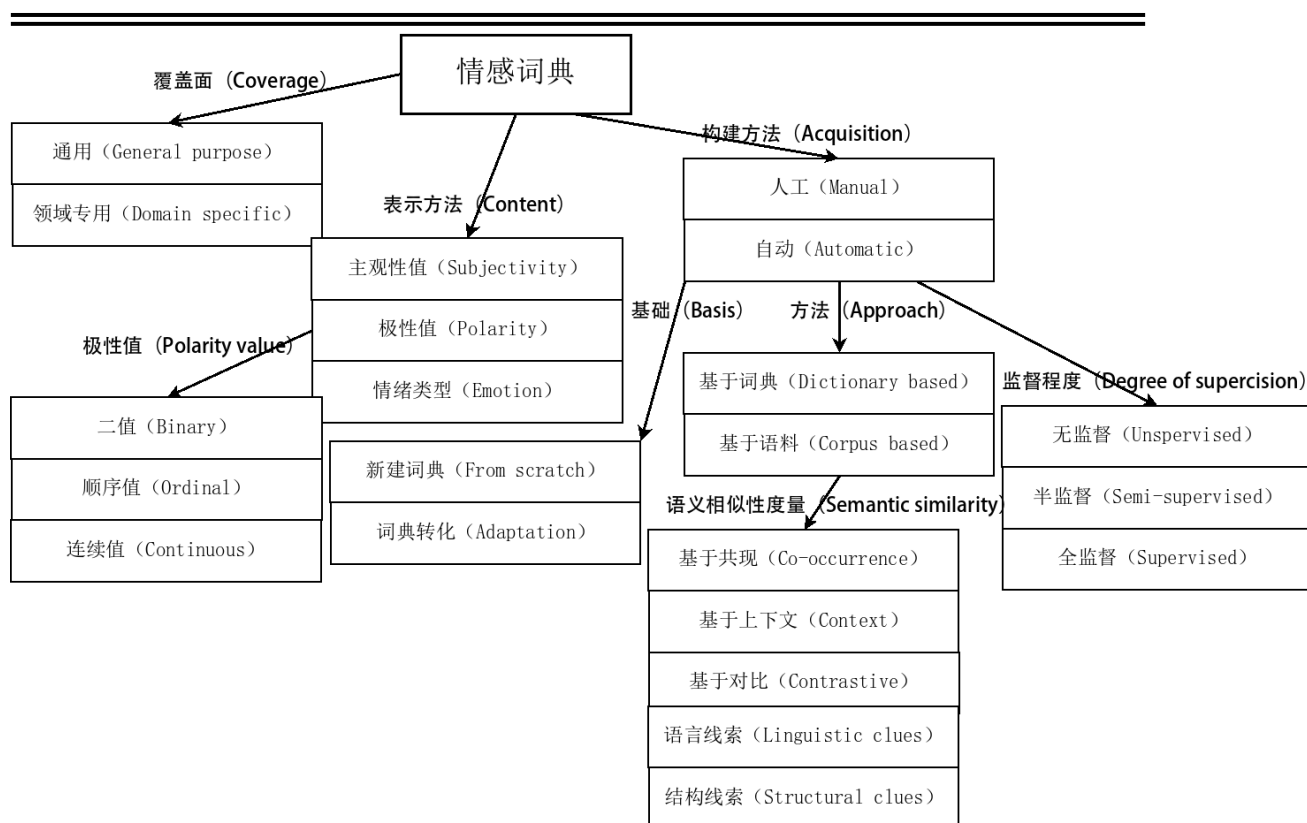 情感词典
覆盖面（Coverage）
通用（General purpose）
领域专用（Domain specific）
构建方法（Acquisition）
人工（Manual）
自动（Automatic）
表示方法（Content）
主观性值（Subjectivity）
极性值（Polarity）
情绪类型（Emotion）
极性值（Polarity value）
二值（Binary）
顺序值（Ordinal）
连续值（Continuous）
基础（Basis）
新建词典（From scratch）
词典转化（Adaptation）
方法（Approach）
基于词典（Dictionary based）
基于语料（Corpus based）
监督程度（Degree of supercision）
无监督（Unspervised）
半监督（Semi-supervised）
全监督（Supervised）
语义相似性度量（Semantic similarity）
基于共现（Co-occurrence）
基于上下文（Context）
基于对比（Contrastive）
语言线索（Linguistic clues）
结构线索（Structural clues）